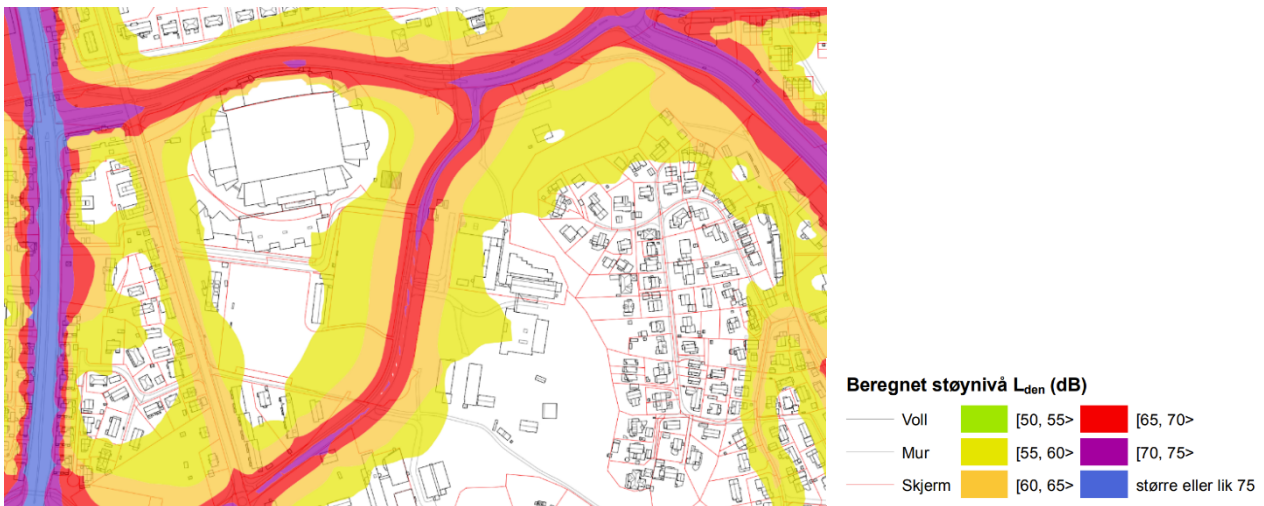 Beregnet støynivå Lden (dB)
Voll [50, 55> [65, 70>
Mur [55, 60> [70, 75>
Skjerm [60, 65> større eller lik 75